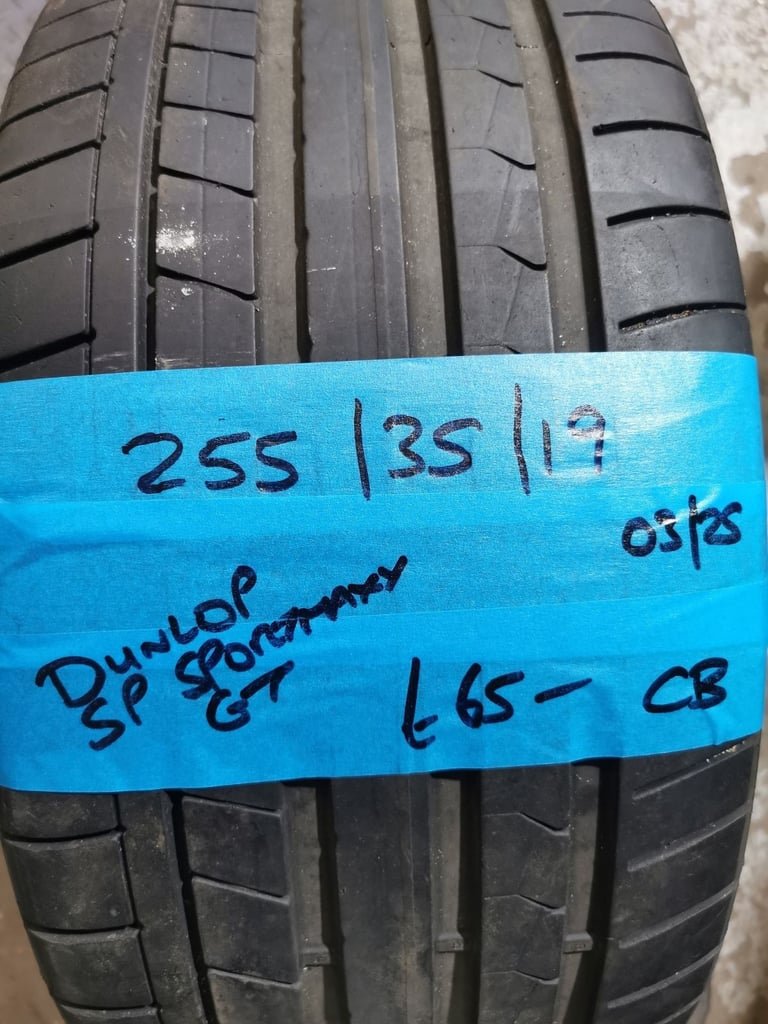 255/35/19
03/25
DUNLOP
SP SPORTMAXX
GT
£65- CB